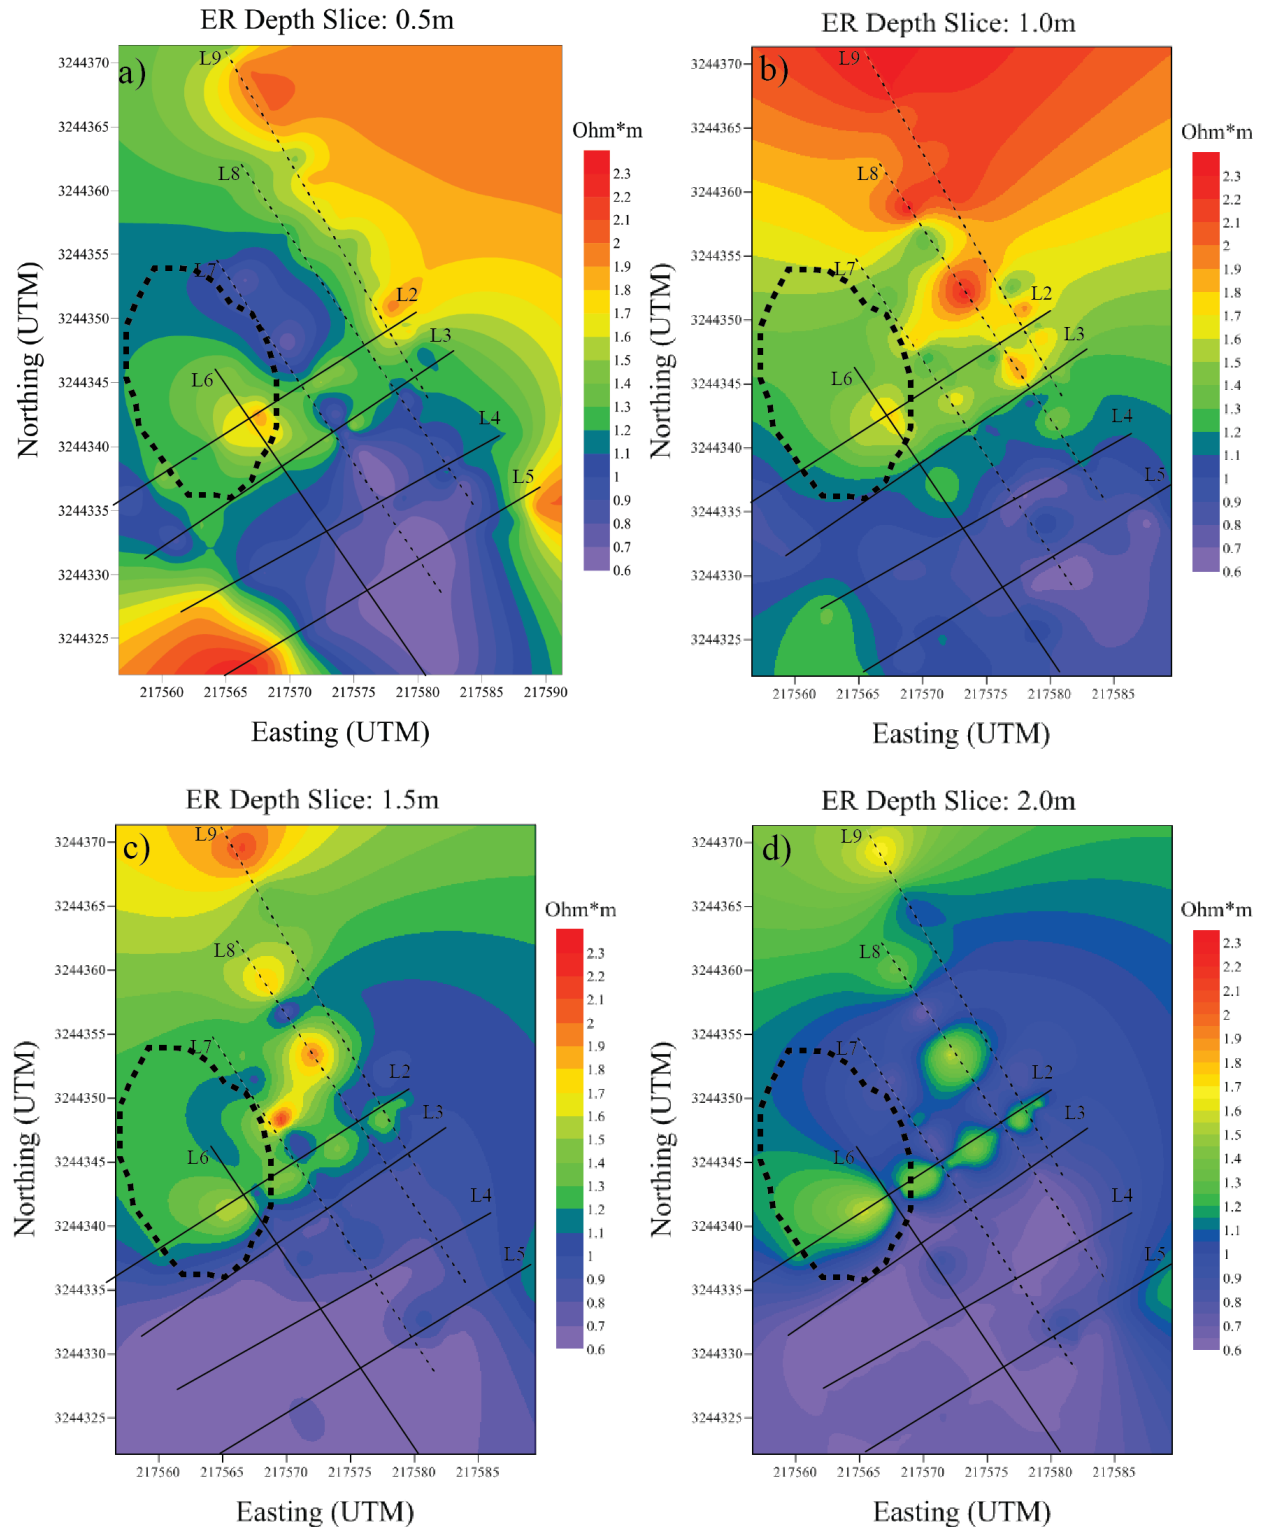 ER Depth Slice: 0.5m
a)
L9
L8
L7
L2
L3
L6
L4
L5
3244370
3244365
3244360
3244355
3244350
3244345
3244340
3244335
3244330
3244325
Northing (UTM)
217560 217565 217570 217575 217580 217585 217590
Easting (UTM)
Ohm*m
2.3
2.2
2.1
2
1.9
1.8
1.7
1.6
1.5
1.4
1.3
1.2
1.1
1
0.9
0.8
0.7
0.6
ER Depth Slice: 1.0m
b)
L9
L8
L7
L2
L3
L6
L4
L5
3244370
3244365
3244360
3244355
3244350
3244345
3244340
3244335
3244330
3244325
Northing (UTM)
217560 217565 217570 217575 217580 217585
Easting (UTM)
Ohm*m
2.3
2.2
2.1
2
1.9
1.8
1.7
1.6
1.5
1.4
1.3
1.2
1.1
1
0.9
0.8
0.7
0.6
ER Depth Slice: 1.5m
c)
L9
L8
L7
L2
L3
L6
L4
L5
3244370
3244365
3244360
3244355
3244350
3244345
3244340
3244335
3244330
3244325
Northing (UTM)
217560 217565 217570 217575 217580 217585
Easting (UTM)
Ohm*m
2.3
2.2
2.1
2
1.9
1.8
1.7
1.6
1.5
1.4
1.3
1.2
1.1
1
0.9
0.8
0.7
0.6
ER Depth Slice: 2.0m
d)
L9
L8
L7
L2
L3
L6
L4
L5
3244370
3244365
3244360
3244355
3244350
3244345
3244340
3244335
3244330
3244325
Northing (UTM)
217560 217565 217570 217575 217580 217585
Easting (UTM)
Ohm*m
2.3
2.2
2.1
2
1.9
1.8
1.7
1.6
1.5
1.4
1.3
1.2
1.1
1
0.9
0.8
0.7
0.6